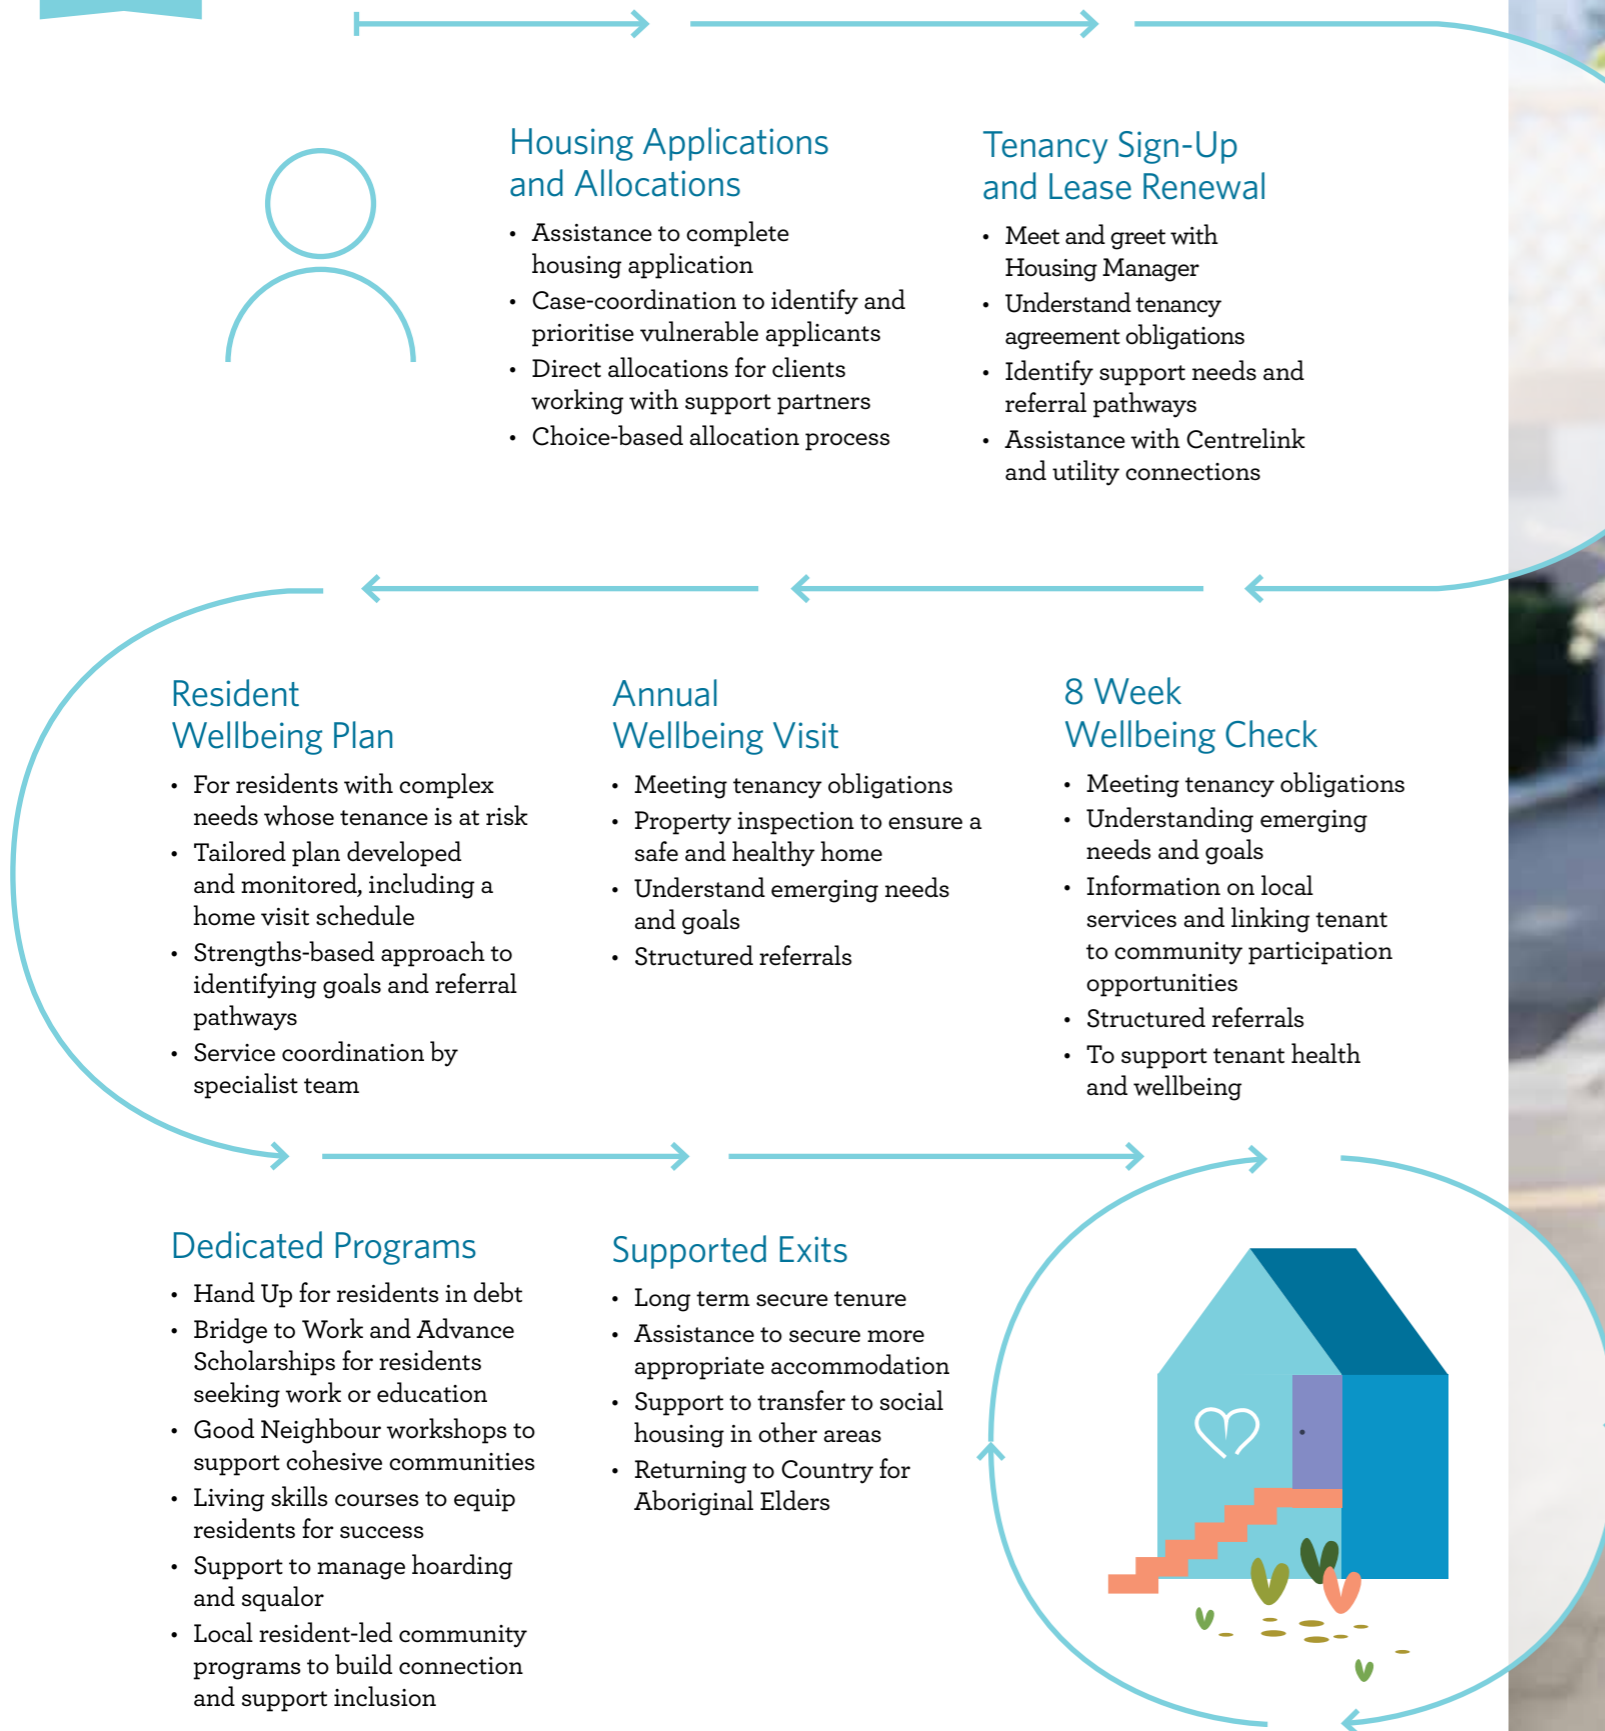 Housing Applications
and Allocations
• Assistance to complete
housing application
• Case-coordination to identify and
prioritise vulnerable applicants
• Direct allocations for clients
working with support partners
• Choice-based allocation process
Tenancy Sign-Up
and Lease Renewal
• Meet and greet with
Housing Manager
• Understand tenancy
agreement obligations
• Identify support needs and
referral pathways
• Assistance with Centrelink
and utility connections
Resident
Wellbeing Plan
• For residents with complex
needs whose tenance is at risk
• Tailored plan developed
and monitored, including a
home visit schedule
• Strengths-based approach to
identifying goals and referral
pathways
• Service coordination by
specialist team
Annual
Wellbeing Visit
• Meeting tenancy obligations
• Property inspection to ensure a
safe and healthy home
• Understand emerging needs
and goals
• Structured referrals
8 Week
Wellbeing Check
• Meeting tenancy obligations
• Understanding emerging
needs and goals
• Information on local
services and linking tenant
to community participation
opportunities
• Structured referrals
• To support tenant health
and wellbeing
Dedicated Programs
• Hand Up for residents in debt
• Bridge to Work and Advance
Scholarships for residents
seeking work or education
• Good Neighbour workshops to
support cohesive communities
• Living skills courses to equip
residents for success
• Support to manage hoarding
and squalor
• Local resident-led community
programs to build connection
and support inclusion
Supported Exits
• Long term secure tenure
• Assistance to secure more
appropriate accommodation
• Support to transfer to social
housing in other areas
• Returning to Country for
Aboriginal Elders